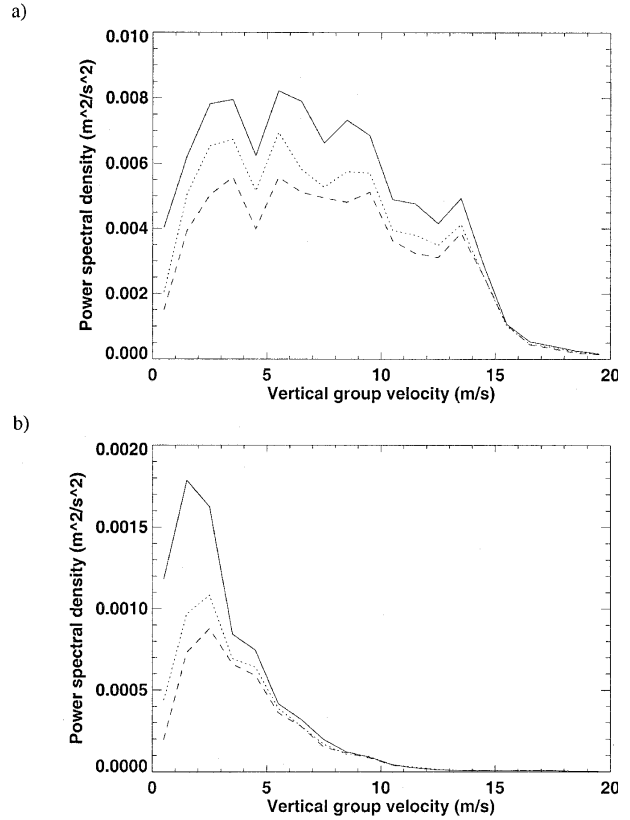 a)
0.010
0.008
0.006
0.004
0.002
0.000
Power spectral density (m^2/s^2)
0 5 10 15 20
Vertical group velocity (m/s)
b)
0.0020
0.0015
0.0010
0.0005
0.0000
Power spectral density (m^2/s^2)
0 5 10 15 20
Vertical group velocity (m/s)